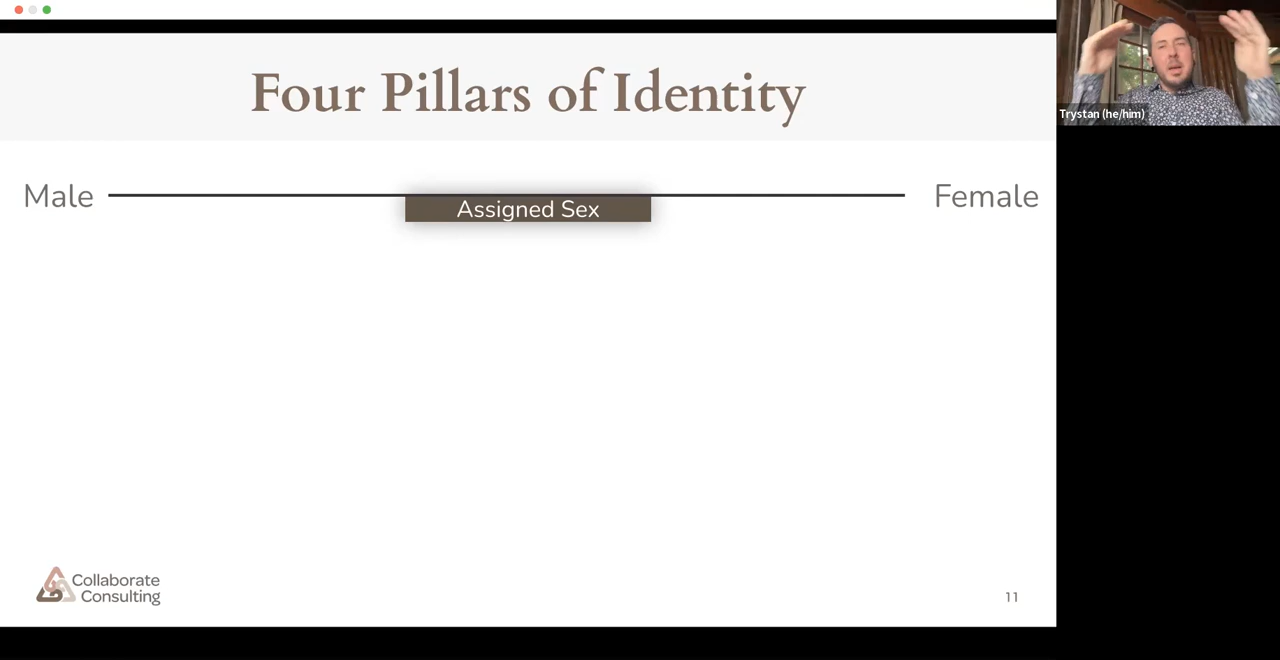 Four Pillars of Identity
Male
Assigned Sex
Female
Collaborate
Consulting
11
Trystan (he/him)